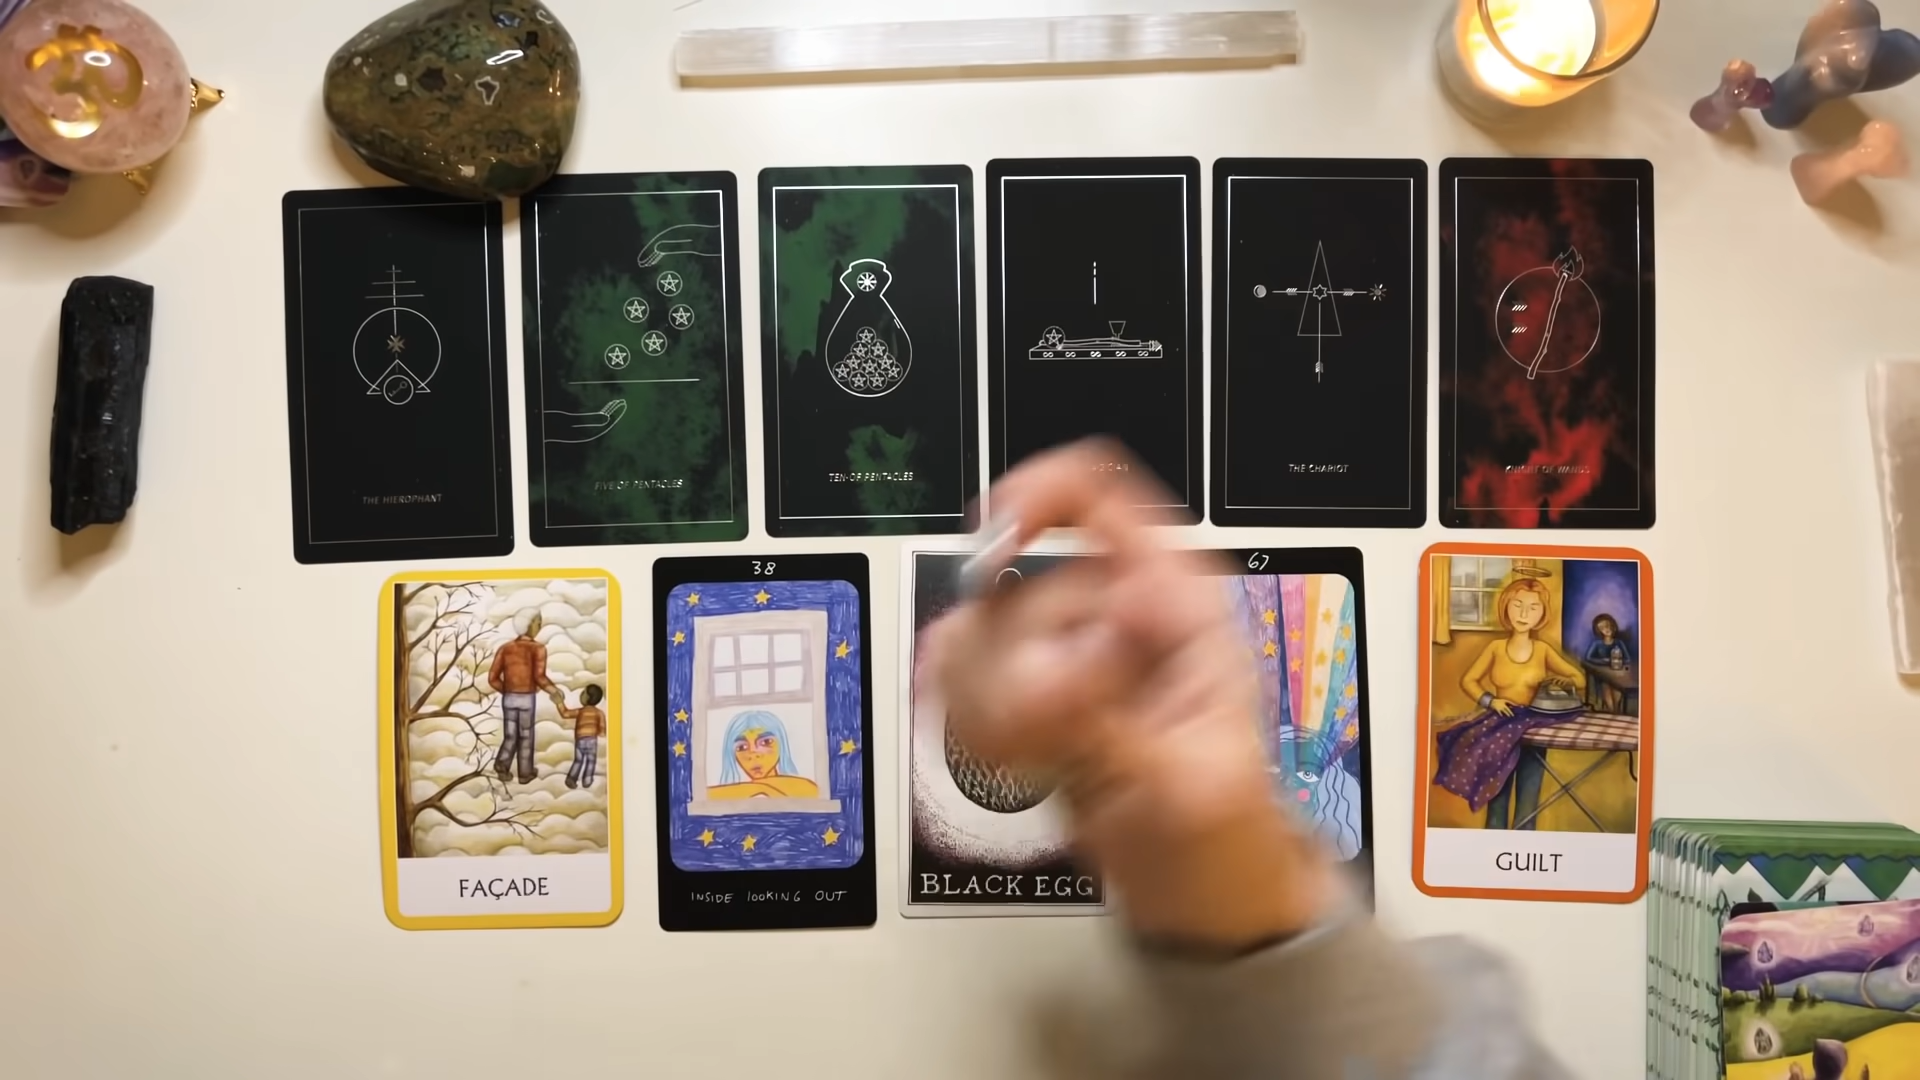 THE HIEROPHANT
FIVE OF PENTACLES
TEN OF PENTACLES
THE CHARIOT
KNIGHT OF WANDS
38
67
FAÇADE
INSIDE LOOKING OUT
BLACK EGG
GUILT